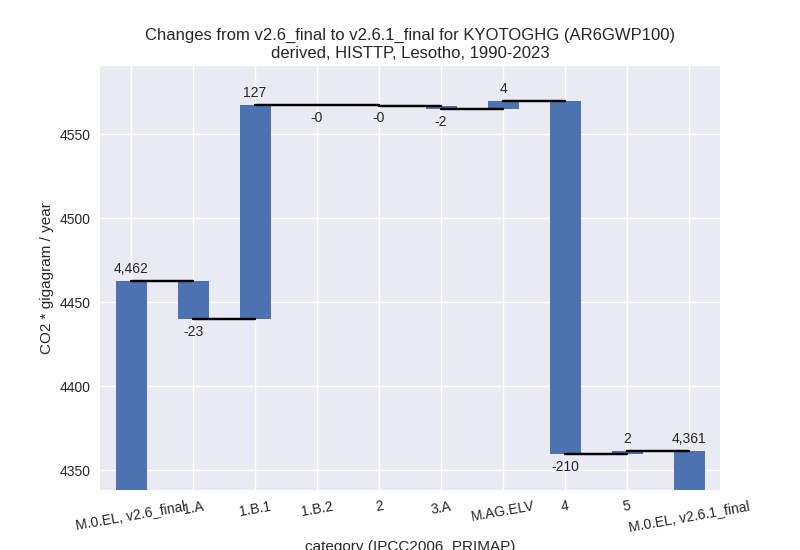 Changes from v2.6_final to v2.6.1_final for KYOTOGHG (AR6GWP100)
derived, HISTTP, Lesotho, 1990-2023
CO2 * gigagram / year
4550
4500
4450
4400
4350
4,462
-23
127
-0
-0
-2
4
-210
2
4,361
M.0.EL, v2.6_final
1.A
1.B.1
1.B.2
2
3.A
M.AG.ELV
4
5
M.0.EL, v2.6.1_final
category (IPCC2006_PRIMAP)